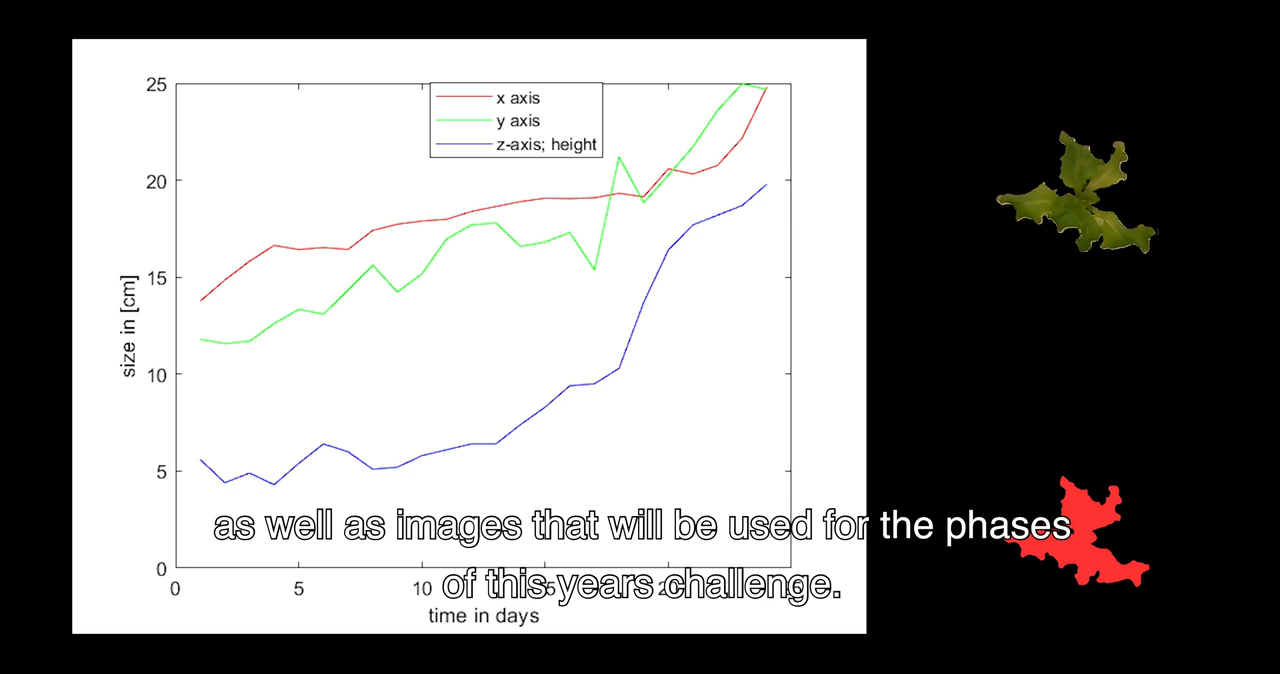 25
20
15
10
5
0
size in [cm]
x axis
y axis
z-axis; height
as well as images that will be used for the phases
of this years challenge.
0
5
10
time in days